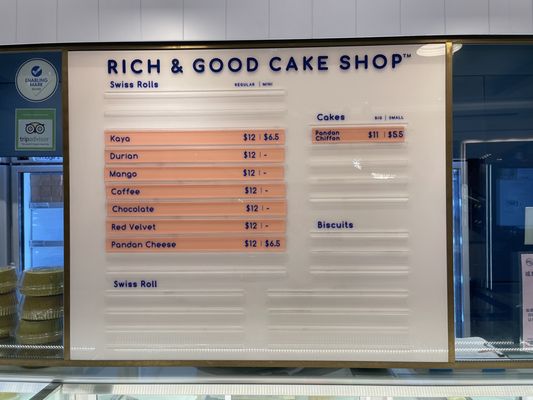 RICH & GOOD CAKE SHOP™
Swiss Rolls REGULAR | MINI
Kaya $12 | $6.5
Durian $12 | -
Mango $12 | -
Coffee $12 | -
Chocolate $12 | -
Red Velvet $12 | -
Pandan Cheese $12 | $6.5
Swiss Roll
Cakes BIG | SMALL
Pandan
Chiffon $11 | $5.5
Biscuits
ENABLING
MARK
tripadvisor